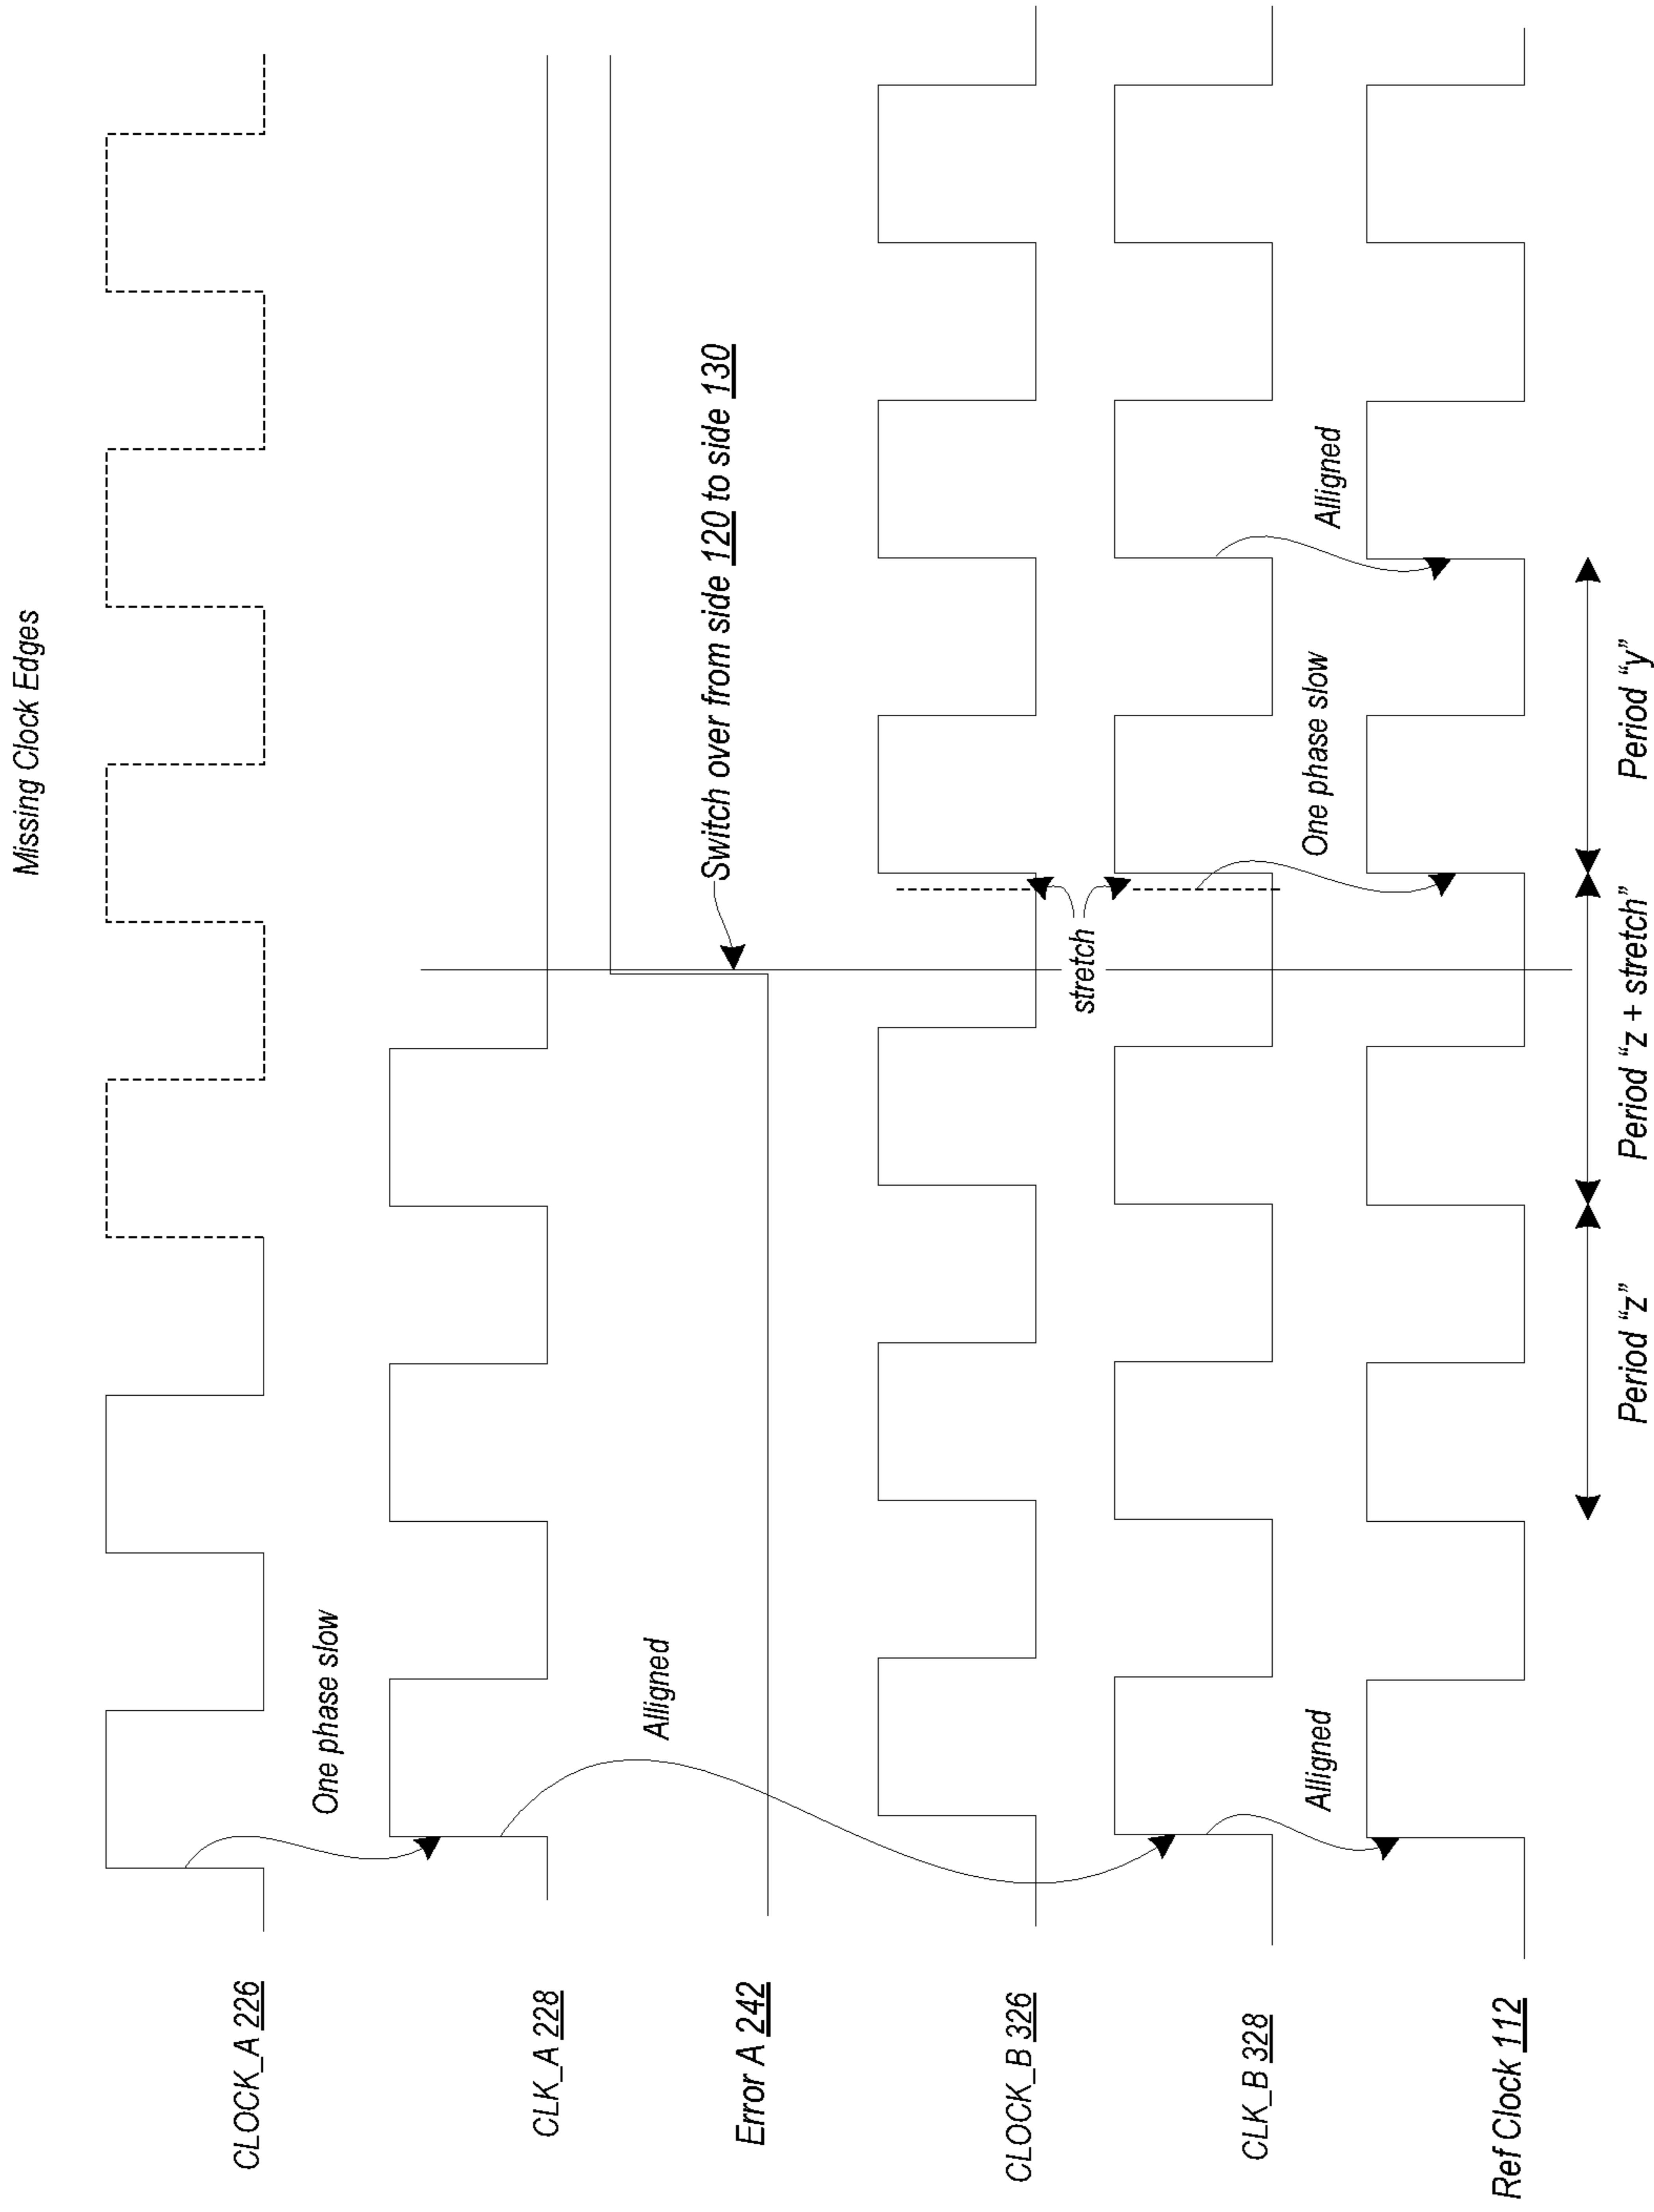 Missing Clock Edges
CLOCK_A 226
One phase slow
CLK_A 228
Alligned
Error A 242
Switch over from side 120 to side 130
CLOCK_B 326
stretch
CLK_B 328
Alligned
One phase slow
Alligned
Ref Clock 112
Period “z”
Period “z + stretch”
Period “y”